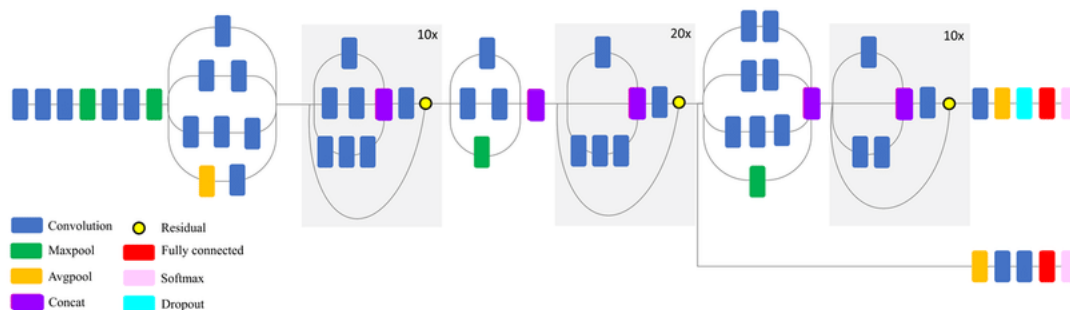 10x
20x
10x
Convolution
Residual
Maxpool
Fully connected
Avgpool
Softmax
Concat
Dropout